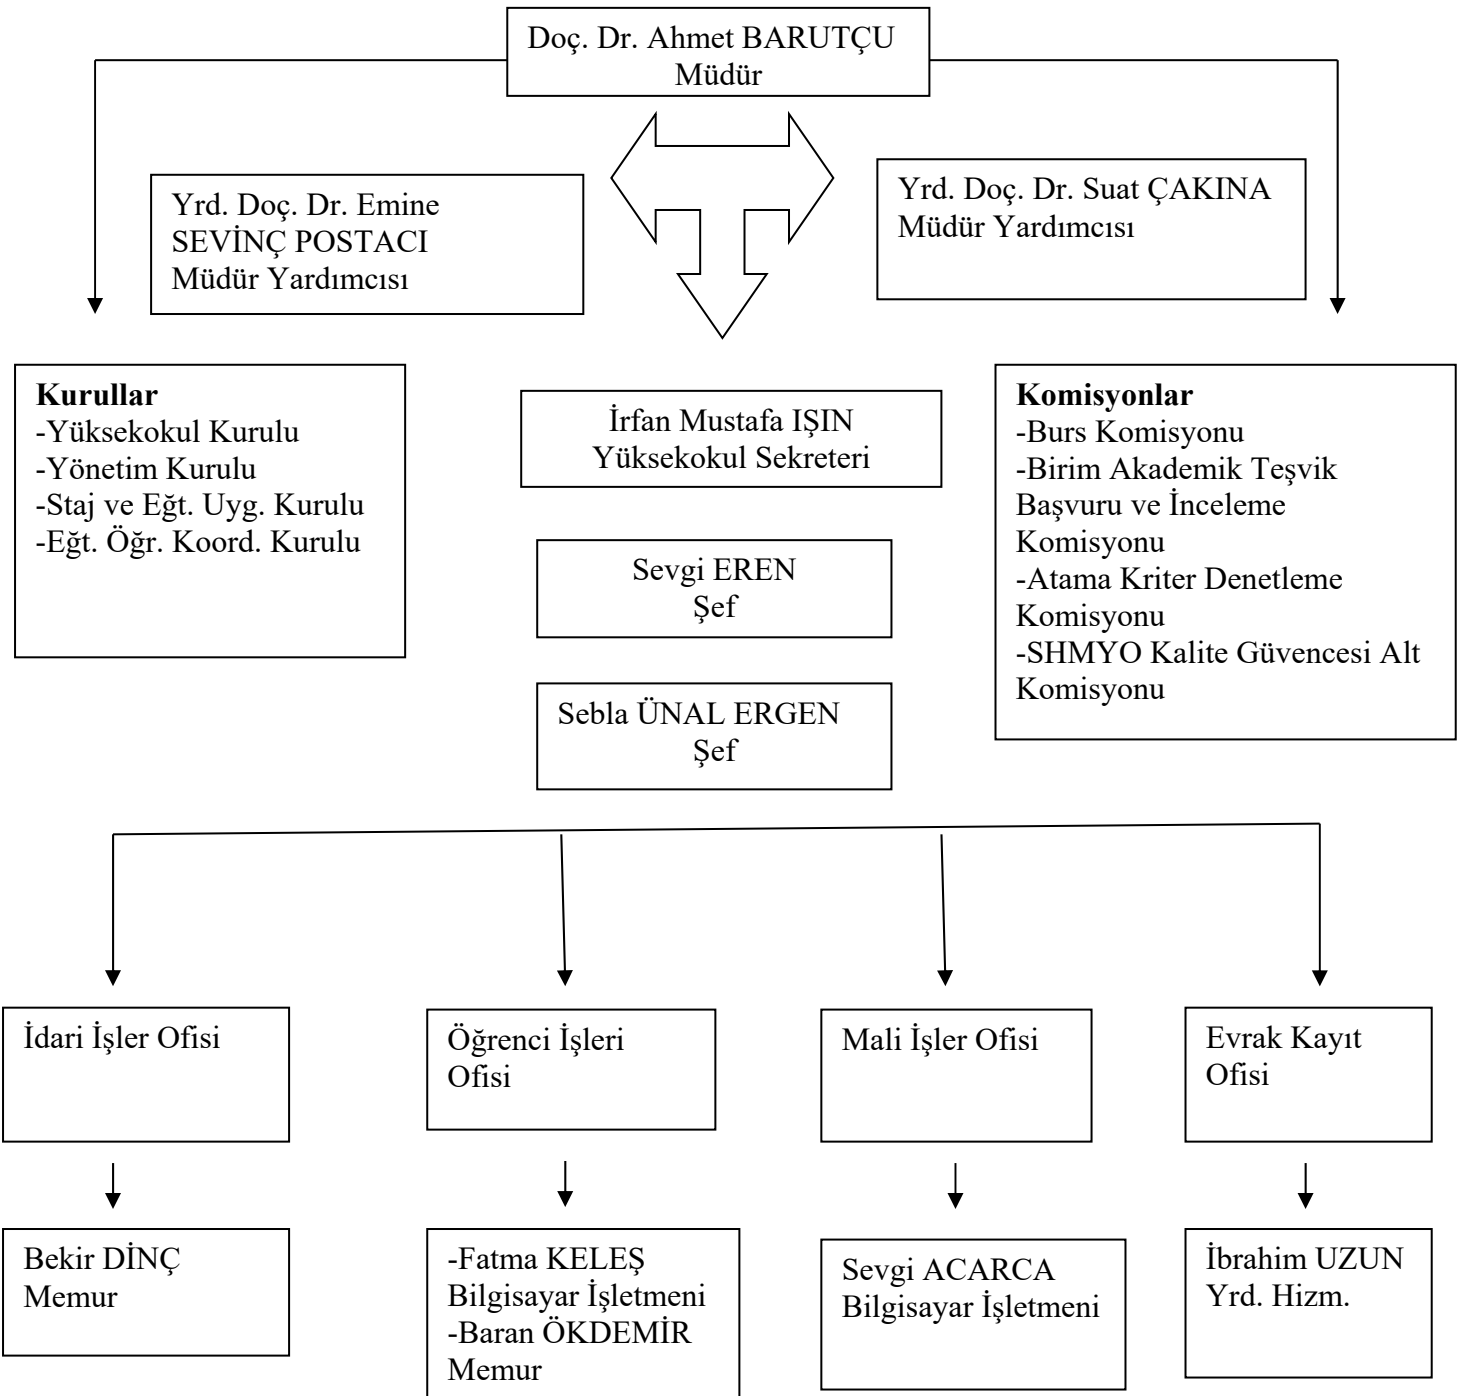 Doç. Dr. Ahmet BARUTÇU
Müdür
Yrd. Doç. Dr. Emine
SEVİNÇ POSTACI
Müdür Yardımcısı
Yrd. Doç. Dr. Suat ÇAKINA
Müdür Yardımcısı
Kurullar
-Yüksekokul Kurulu
-Yönetim Kurulu
-Staj ve Eğt. Uyg. Kurulu
-Eğt. Öğr. Koord. Kurulu
İrfan Mustafa IŞIN
Yüksekokul Sekreteri
Komisyonlar
-Burs Komisyonu
-Birim Akademik Teşvik
Başvuru ve İnceleme
Komisyonu
-Atama Kriter Denetleme
Komisyonu
-SHMYO Kalite Güvencesi Alt
Komisyonu
Sevgi EREN
Şef
Sebla ÜNAL ERGEN
Şef
İdari İşler Ofisi
Öğrenci İşleri
Ofisi
Mali İşler Ofisi
Evrak Kayıt
Ofisi
Bekir DİNÇ
Memur
-Fatma KELEŞ
Bilgisayar İşletmeni
-Baran ÖKDEMİR
Memur
Sevgi ACARCA
Bilgisayar İşletmeni
İbrahim UZUN
Yrd. Hizm.